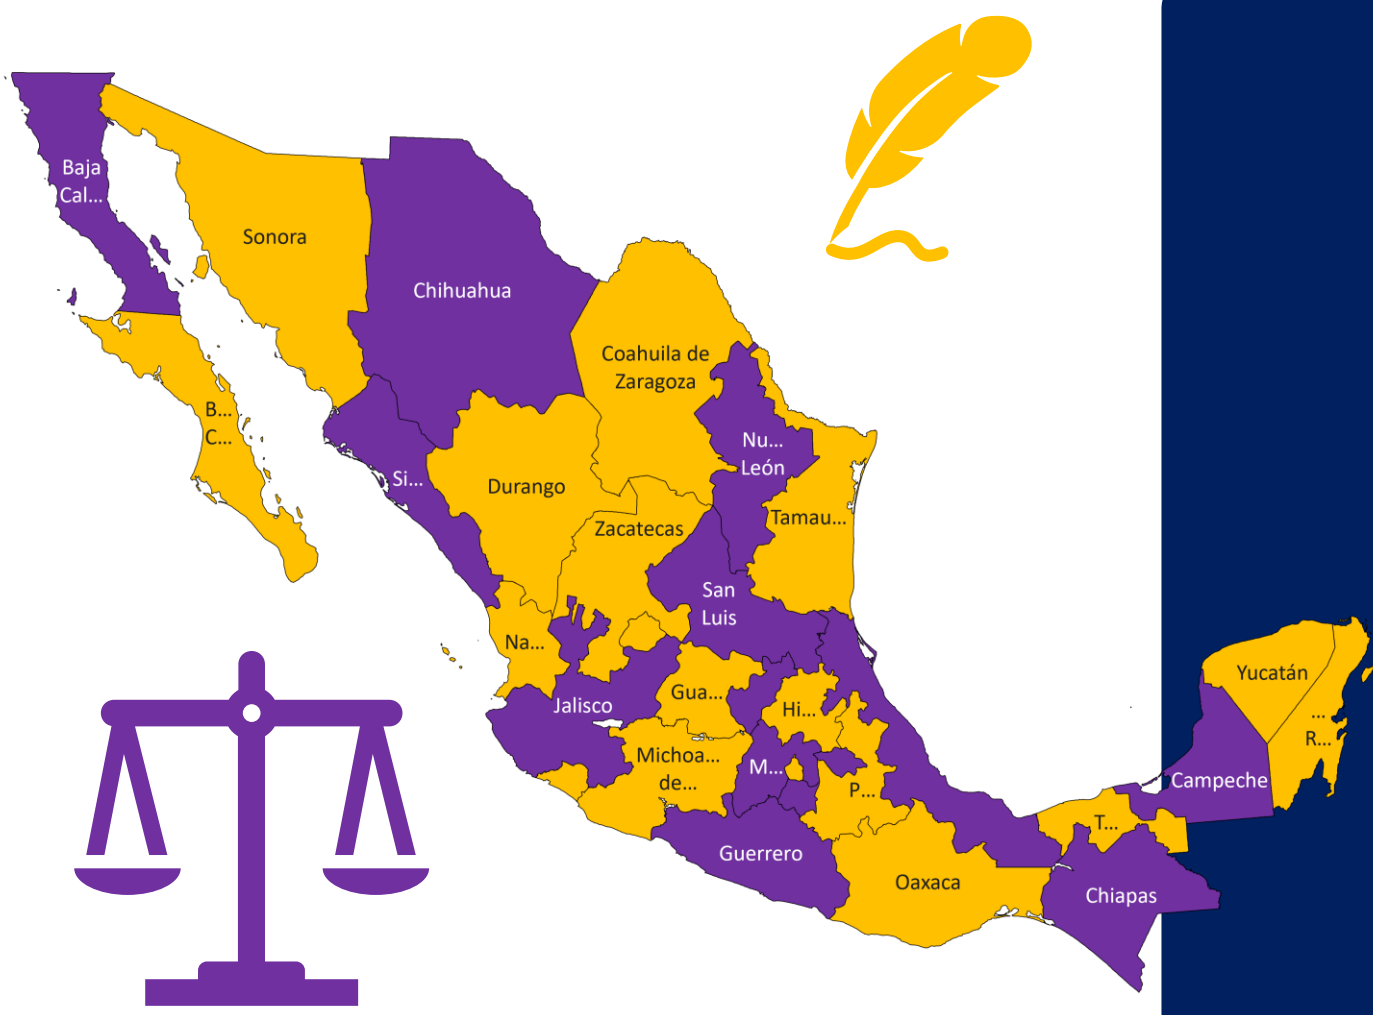 Baja
Cal...
Sonora
Chihuahua
Coahuila de
Zaragoza
B...
C...
Nu...
León
Si...
Durango
Tamau...
Zacatecas
San
Luis
Na...
Jalisco
Gua...
Hi...
Michoa...
de...
M...
P...
Guerrero
Oaxaca
T...
Chiapas
Campeche
Yucatán
...
R...